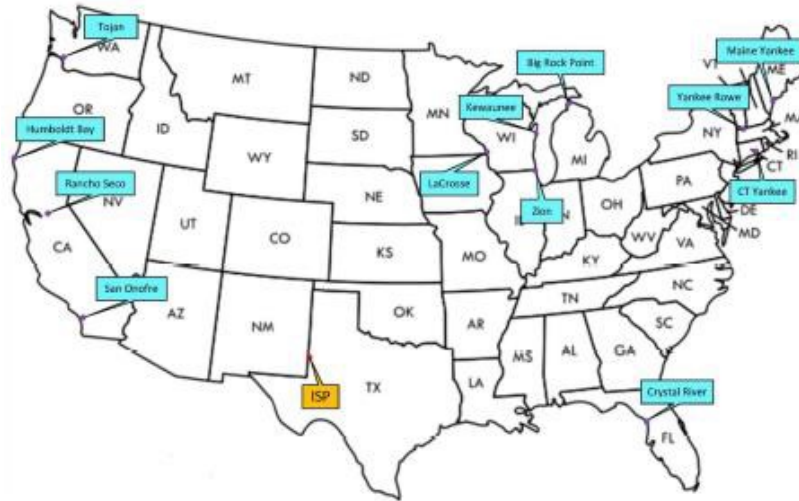 Tojan
WA
MT
ND
MN
Big Rock Point
Maine Yankee
VT
ME
Kewaunee
Yankee Rowe
OR
Humboldt Bay
ID
SD
WI
MI
NY
MA
RI
WY
CT
Rancho Seco
LaCrosse
CT Yankee
NV
NE
Zion
PA
OH
DE
MD
UT
CO
IL
IN
WV
VA
CA
KS
MO
KY
San Onofre
AZ
NM
OK
AR
TN
NC
SC
MS
AL
GA
ISP
TX
LA
Crystal River
FL